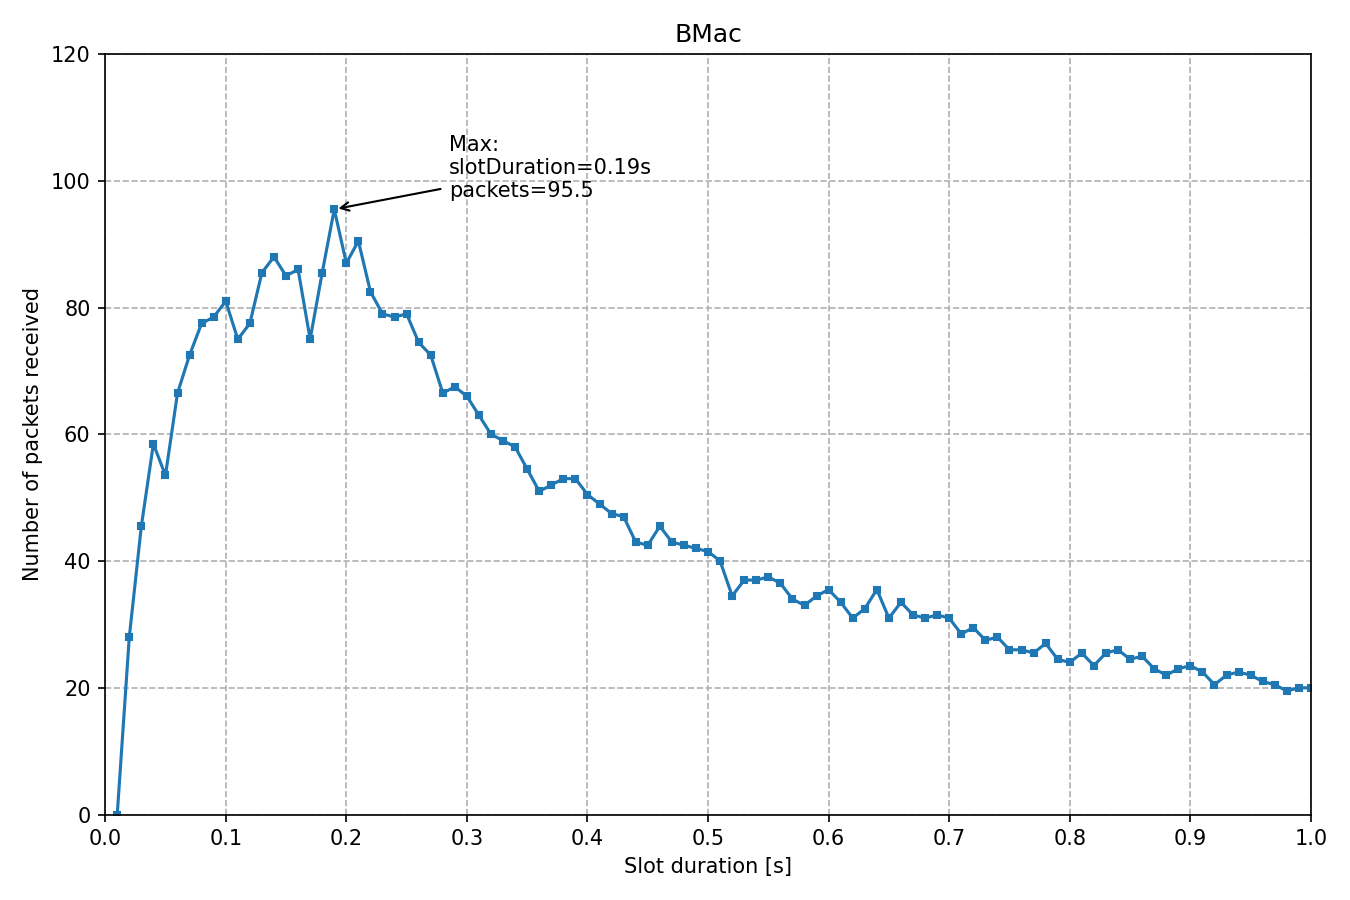 BMac
120
100
80
60
40
20
0
Number of packets received
Max:
slotDuration=0.19s
packets=95.5
0.0 0.1 0.2 0.3 0.4 0.5 0.6 0.7 0.8 0.9 1.0
Slot duration [s]